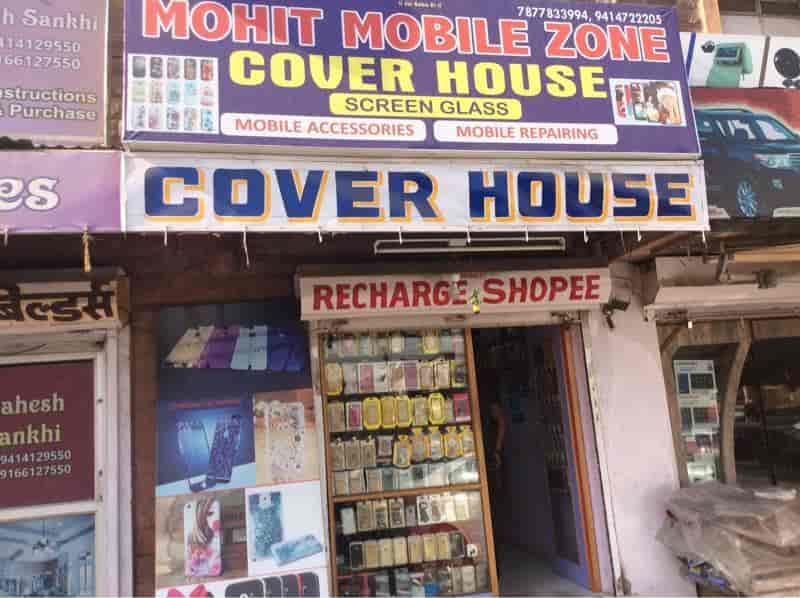 Sankhi
414129550
166127550
nstructions
& Purchase
es
बिल्डर्स
ahesh
ankhi
9414129550
9166127550
7877833994, 9414722205
MOHIT MOBILE ZONE
COVER HOUSE
SCREEN GLASS
MOBILE ACCESSORIES
MOBILE REPAIRING
COVER HOUSE
RECHARGE SHOPEE